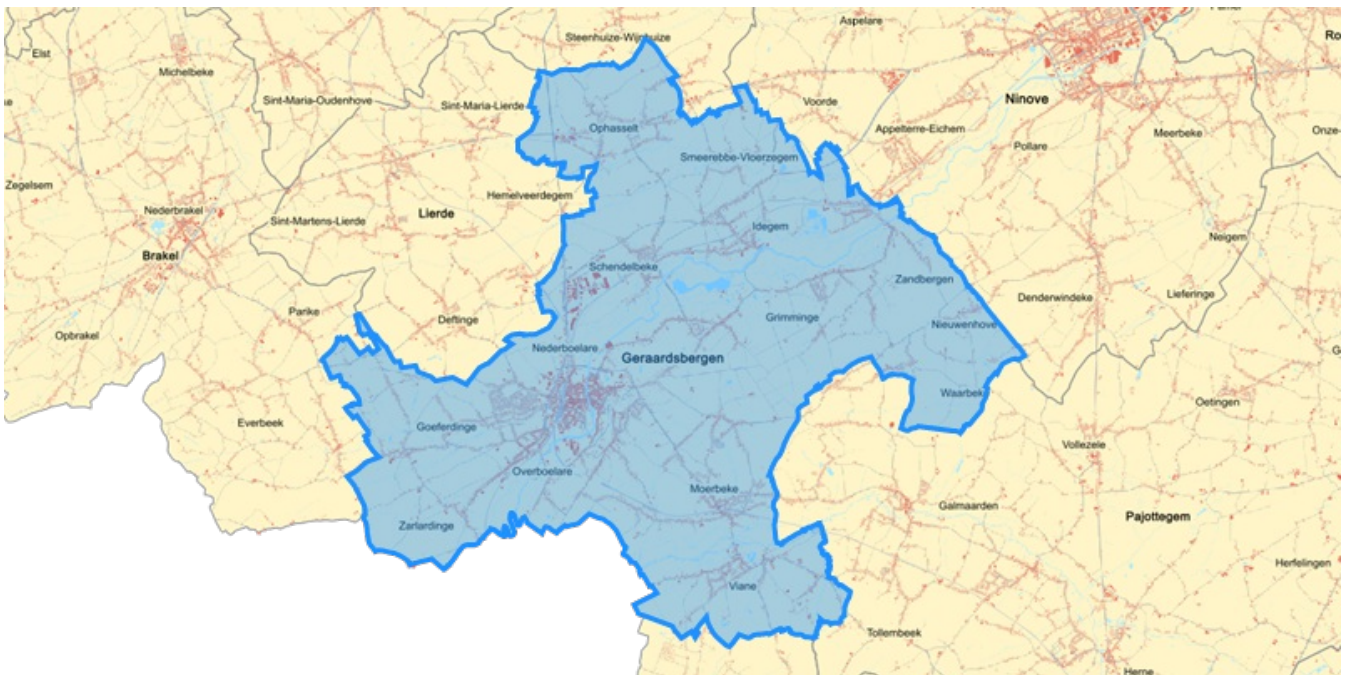 Aspelare
Steenhuize-Wijnhuize
Elst
Michelbeke
Sint-Maria-Oudenhove
Sint-Maria-Lierde
Voorde
Ninove
Ophasselt
Appelterre-Eichem
Meerbeke
Onze-
Pollare
Smeerebbe-Vloerzegem
Zegelsem
Hemelveerdegem
Nederbrakel
Lierde
Sint-Martens-Lierde
Idegem
Neigem
Brakel
Schendelbeke
Zandbergen
Denderwindeke
Lieferinge
Parike
Deftinge
Grimminge
Nieuwenhove
Opbrakel
Nederboelare
Geraardsbergen
Waarbek
Oetingen
Everbeek
Goeferdinge
Vollezele
Overboelare
Moerbeke
Galmaarden
Pajottegem
Zarlardinge
Herfelingen
Viane
Tollembeek
Herne